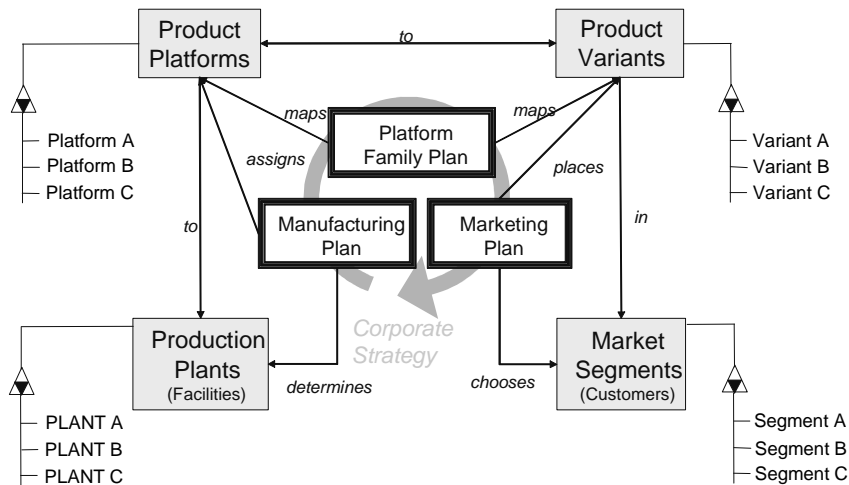 Product
Platforms
to
Product
Variants
Platform A
Platform B
Platform C
maps
Platform
Family Plan
maps
Variant A
Variant B
Variant C
assigns
places
to
Manufacturing
Plan
Marketing
Plan
in
Corporate
Strategy
Production
Plants
(Facilities)
determines
chooses
Market
Segments
(Customers)
PLANT A
PLANT B
PLANT C
Segment A
Segment B
Segment C